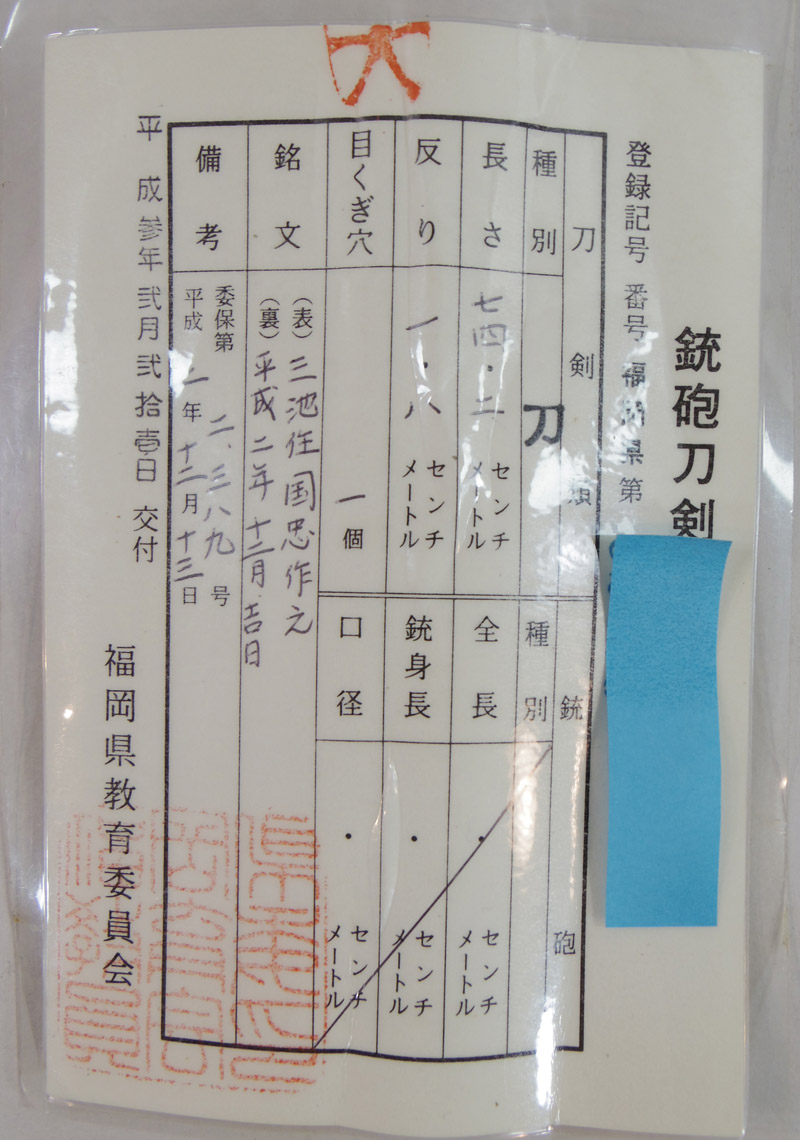 銃砲刀剣
登録記号番号福岡県第
刀剣類
種別 刀
長さ 七四・二 センチメートル
反り 一・八 センチメートル
目くぎ穴 一個
銘文 (表)三池住国忠作之
(裏)平成二年十二月吉日
備考 委保第二、三八九号
平成二年十二月十三日
銃砲
種別
全長 ・ センチメートル
銃身長 ・ センチメートル
口径 ・ センチメートル
平成参年弐月弐拾壱日交付
福岡県教育委員会